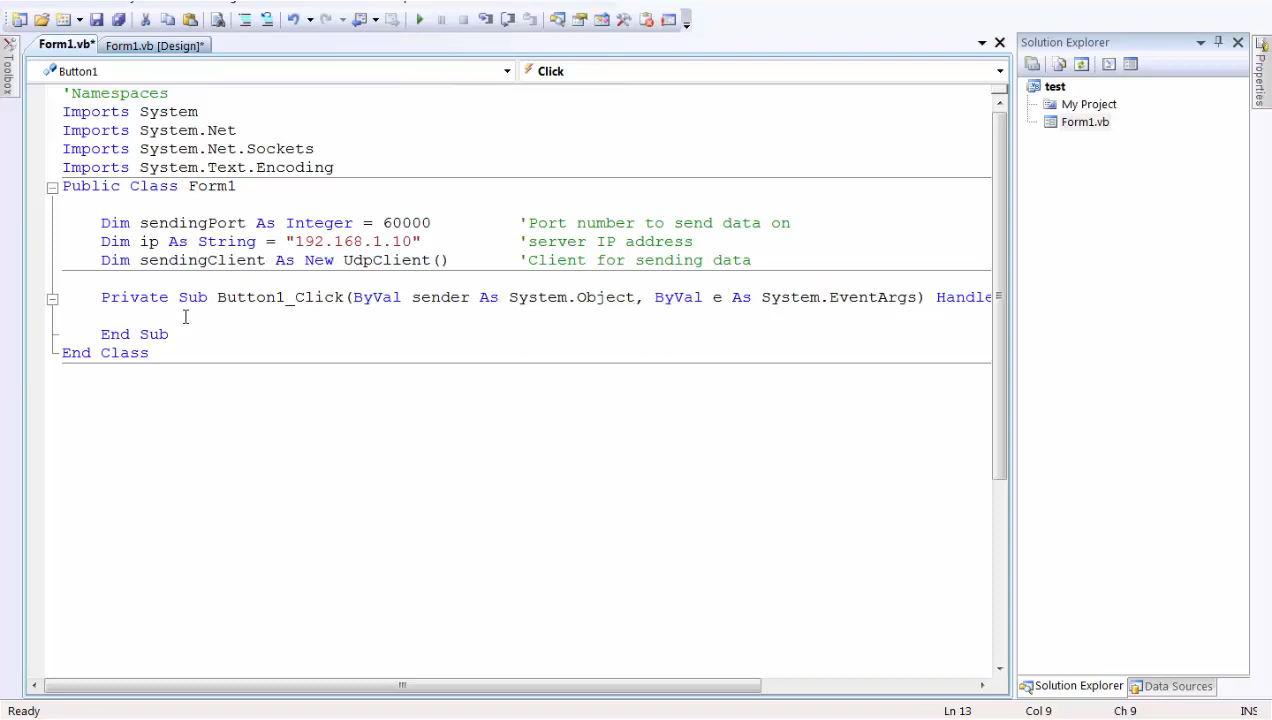 Form1.vb*
Form1.vb [Design]*
Solution Explorer
Toolbox
Button1
Click
Properties
'Namespaces
Imports System
Imports System.Net
Imports System.Net.Sockets
Imports System.Text.Encoding
Public Class Form1
Dim sendingPort As Integer = 60000 'Port number to send data on
Dim ip As String = "192.168.1.10" 'server IP address
Dim sendingClient As New UdpClient() 'Client for sending data
Private Sub Button1_Click(ByVal sender As System.Object, ByVal e As System.EventArgs) Handle
End Sub
End Class
test
My Project
Form1.vb
Solution Explorer
Data Sources
Ready
Ln 13
Col 9
Ch 9
INS